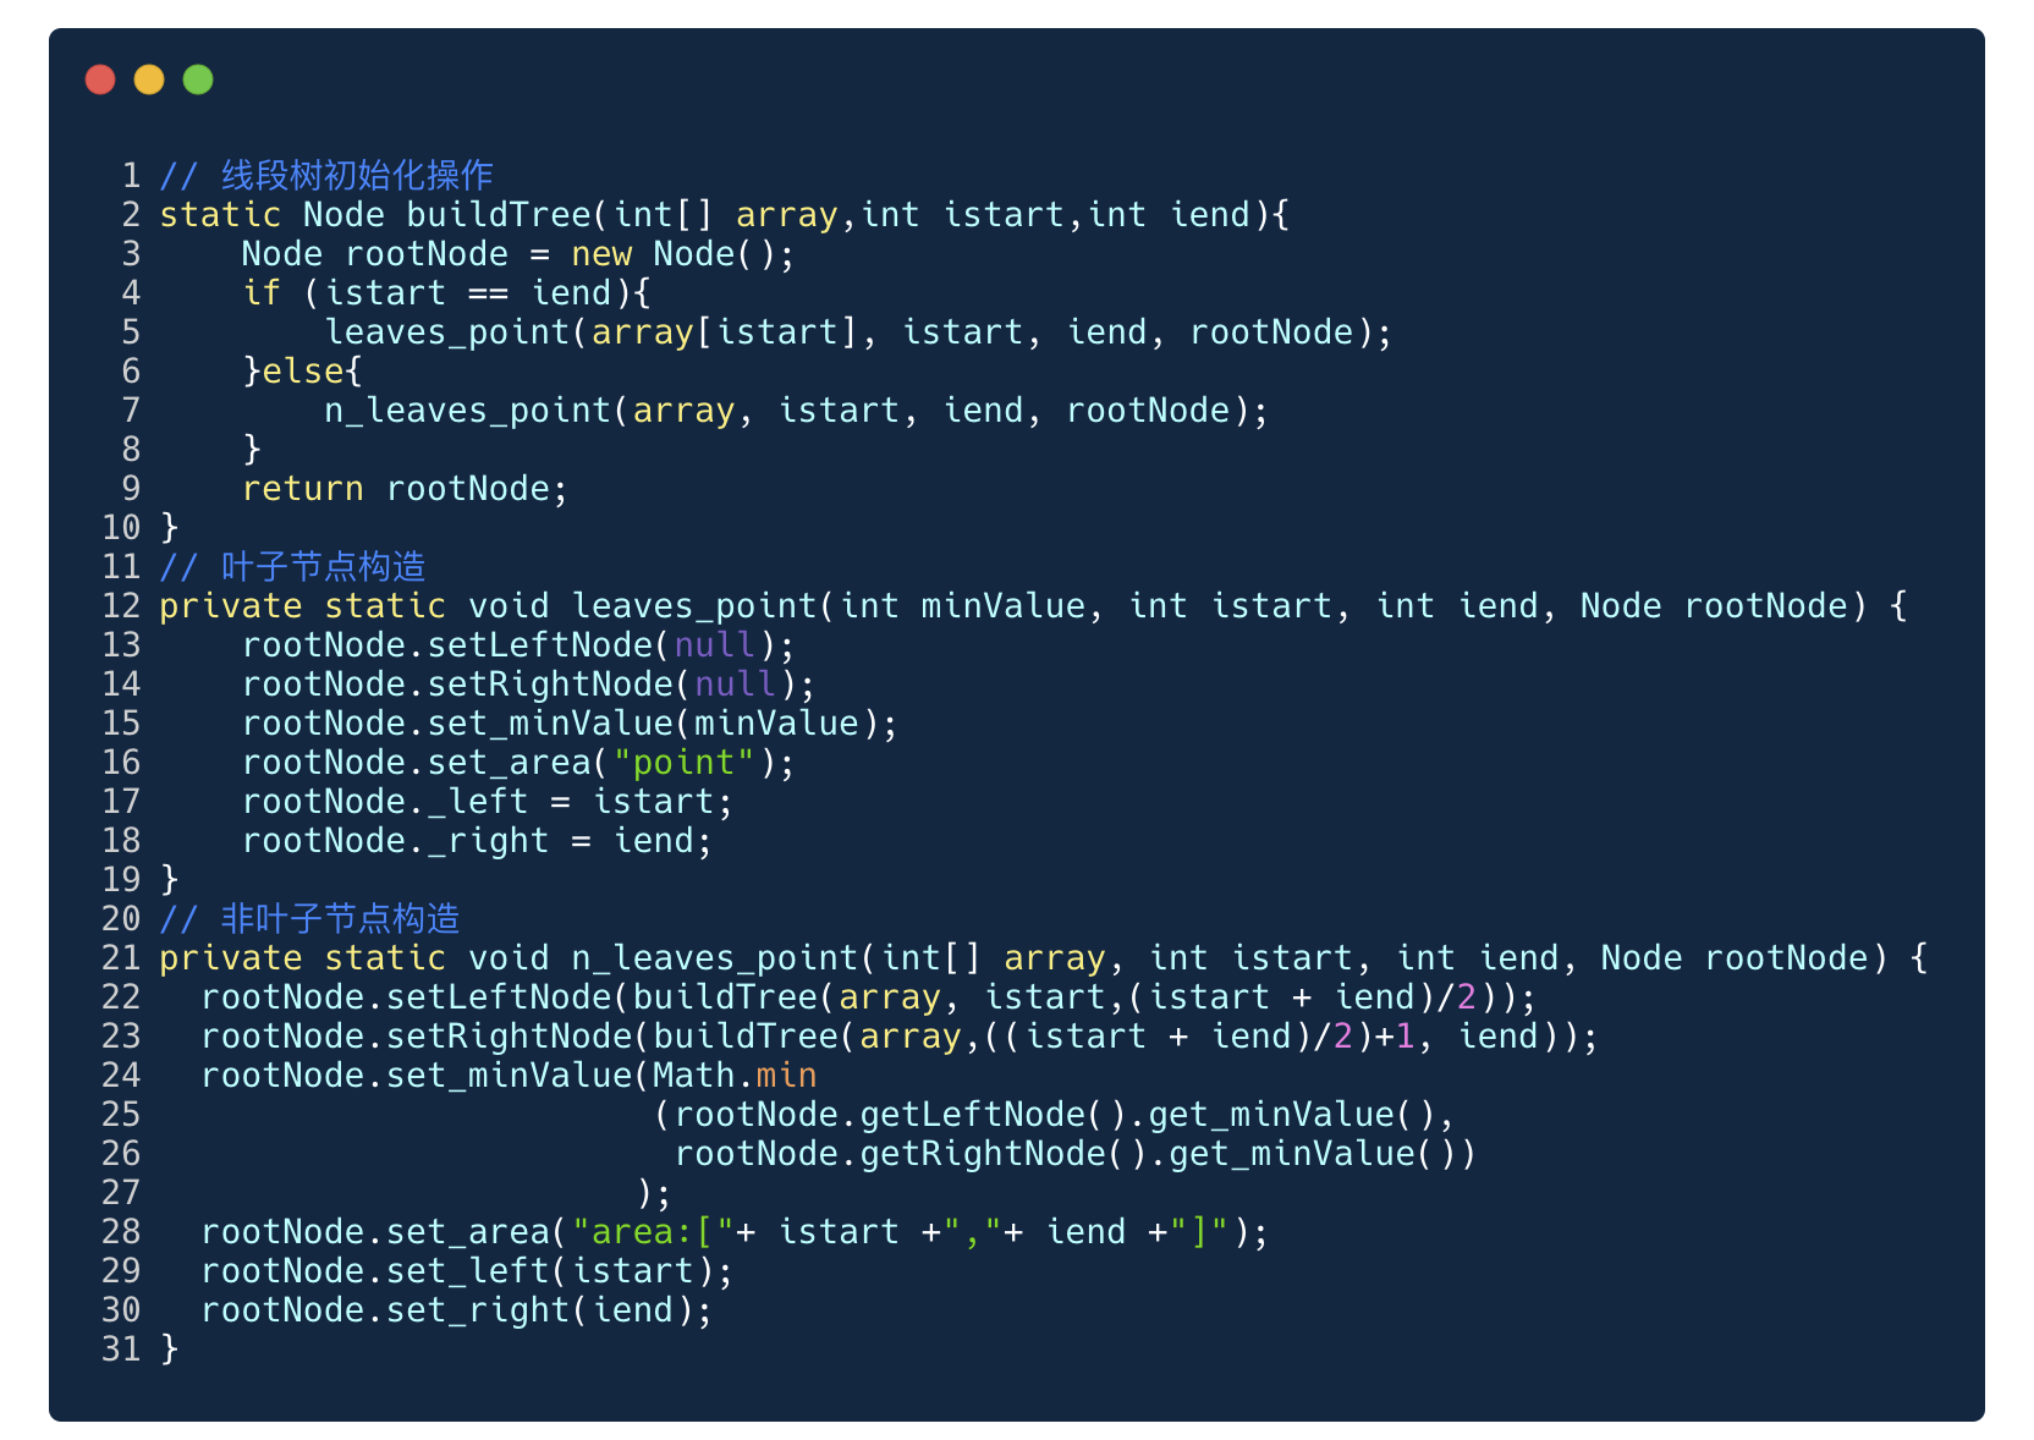 1 // 线段树初始化操作
2 static Node buildTree(int[] array,int istart,int iend){
3     Node rootNode = new Node();
4     if (istart == iend){
5         leaves_point(array[istart], istart, iend, rootNode);
6     }else{
7         n_leaves_point(array, istart, iend, rootNode);
8     }
9     return rootNode;
10 }
11 // 叶子节点构造
12 private static void leaves_point(int minValue, int istart, int iend, Node rootNode) {
13     rootNode.setLeftNode(null);
14     rootNode.setRightNode(null);
15     rootNode.set_minValue(minValue);
16     rootNode.set_area("point");
17     rootNode._left = istart;
18     rootNode._right = iend;
19 }
20 // 非叶子节点构造
21 private static void n_leaves_point(int[] array, int istart, int iend, Node rootNode) {
22   rootNode.setLeftNode(buildTree(array, istart,(istart + iend)/2));
23   rootNode.setRightNode(buildTree(array,((istart + iend)/2)+1, iend));
24   rootNode.set_minValue(Math.min
25                         (rootNode.getLeftNode().get_minValue(),
26                          rootNode.getRightNode().get_minValue())
27                        );
28   rootNode.set_area("area:["+ istart +","+ iend +"]");
29   rootNode.set_left(istart);
30   rootNode.set_right(iend);
31 }